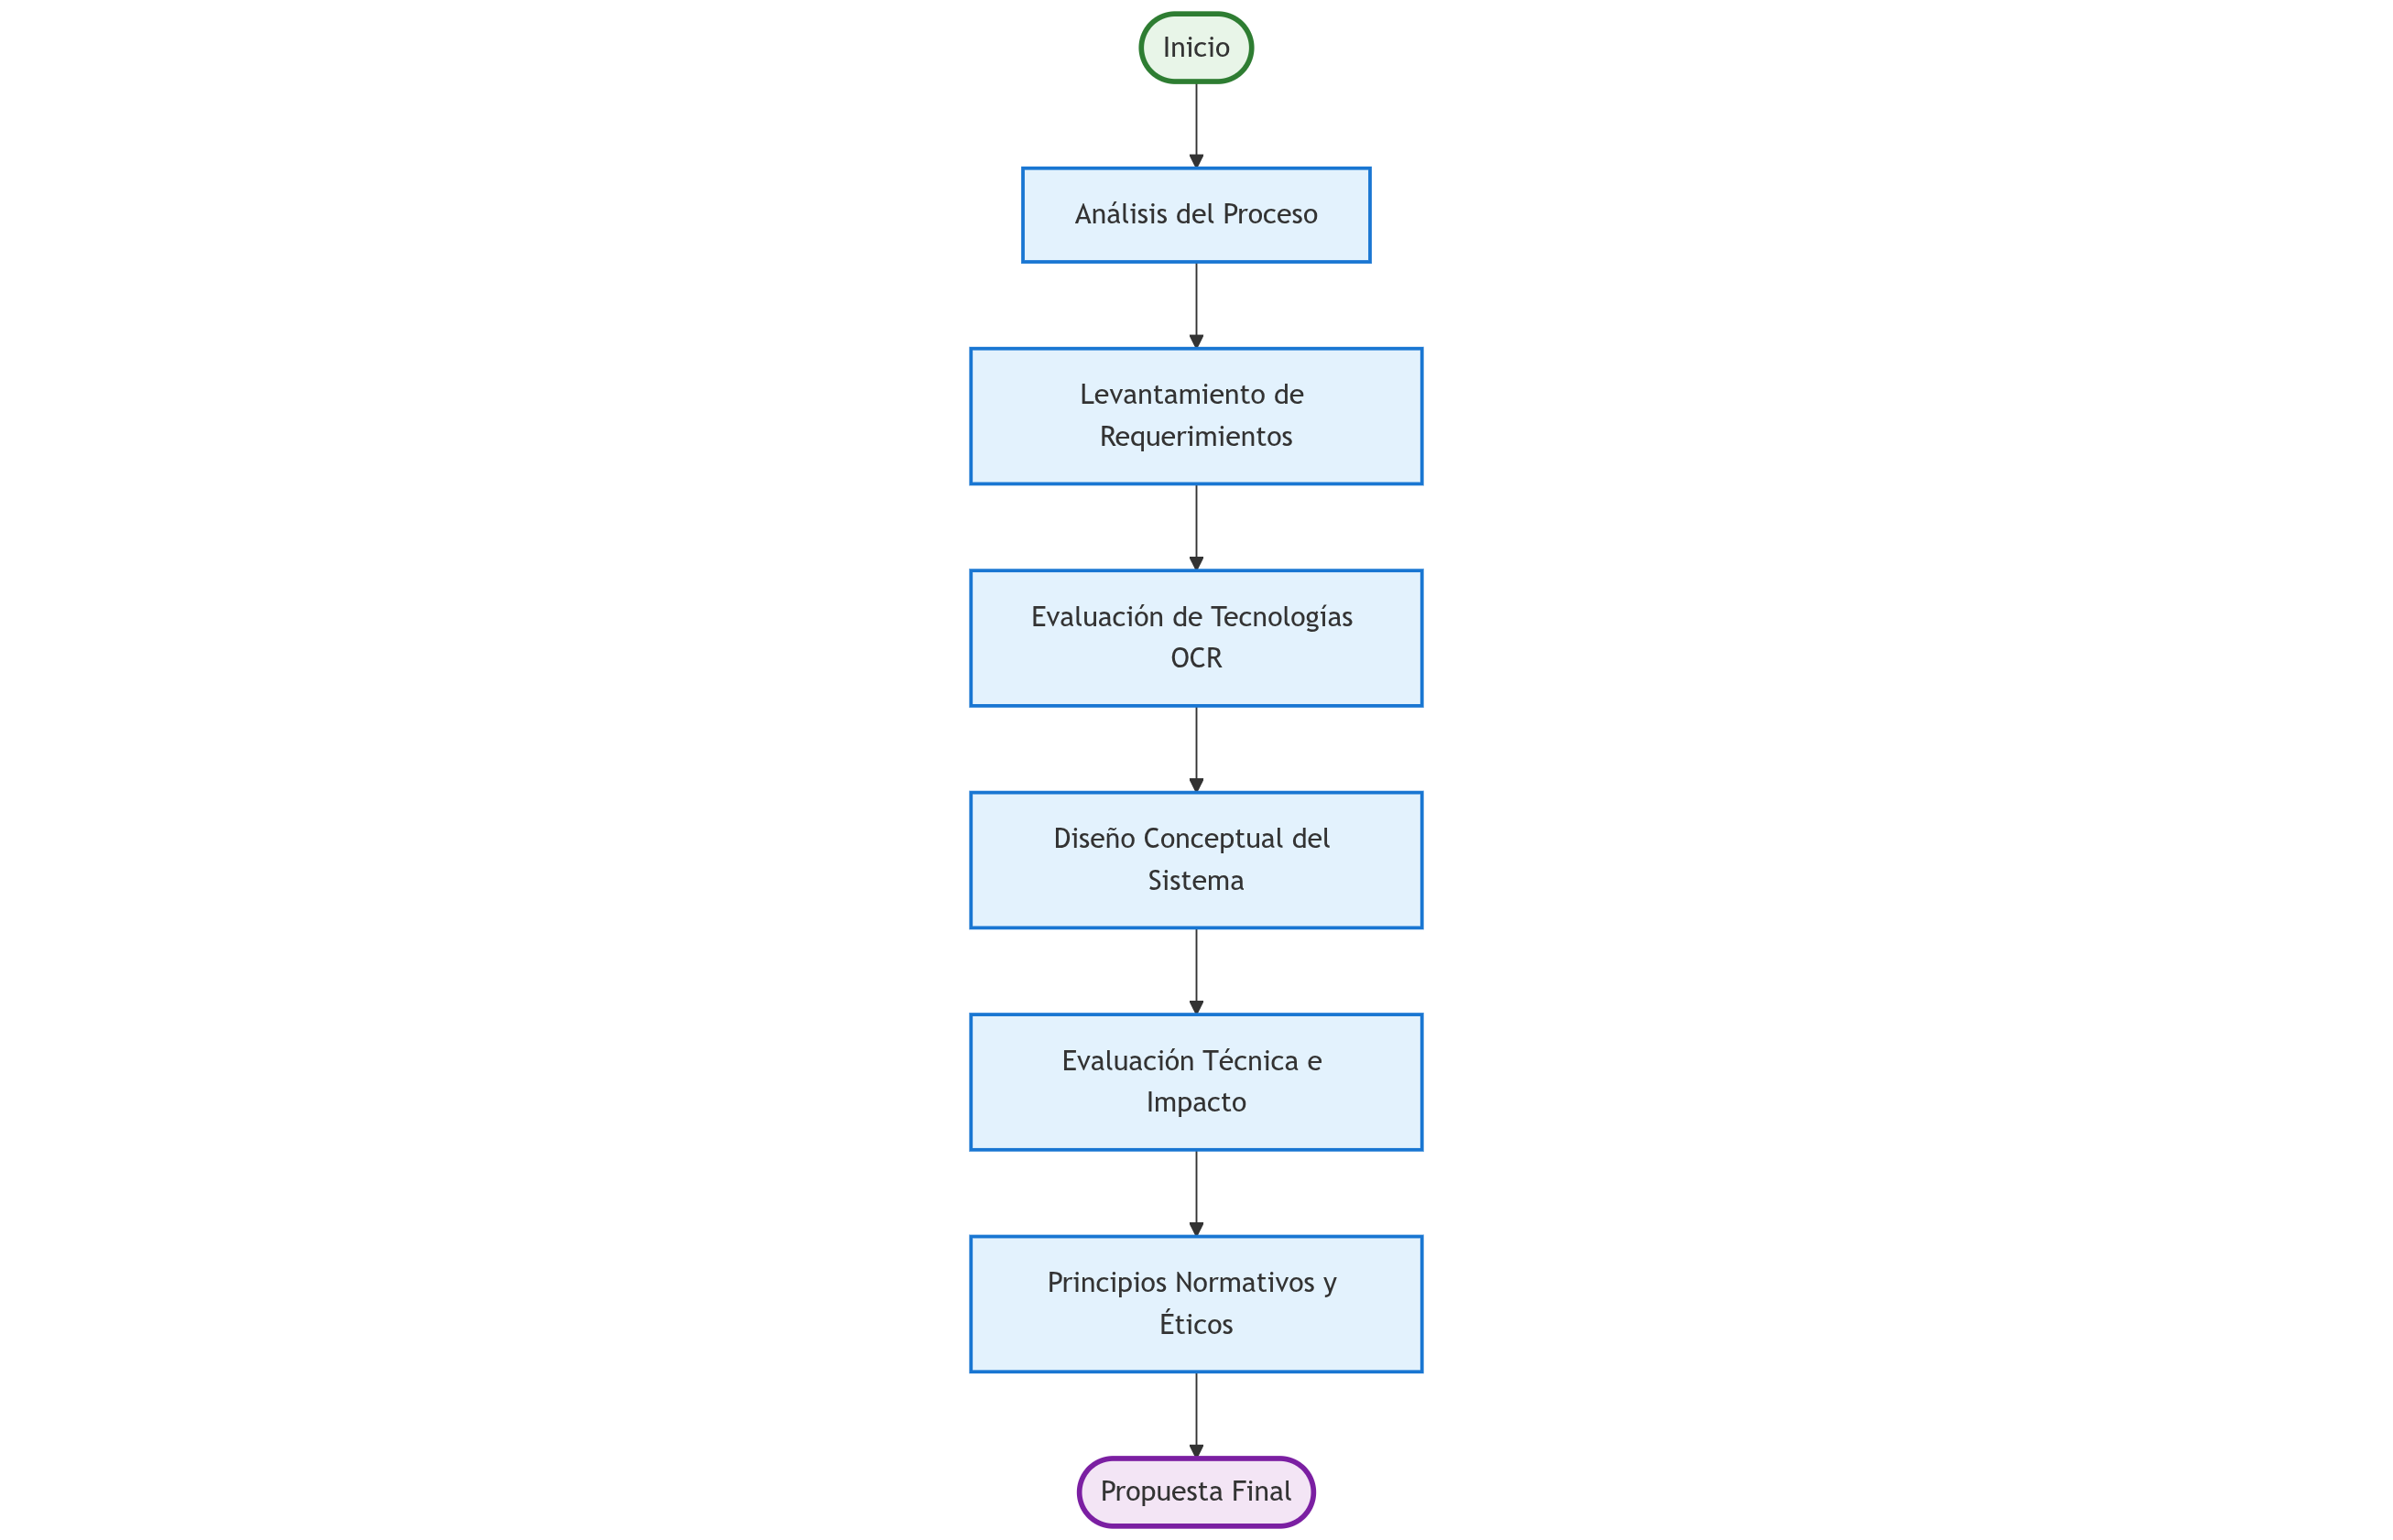 Inicio
Análisis del Proceso
Levantamiento de
Requerimientos
Evaluación de Tecnologías
OCR
Diseño Conceptual del
Sistema
Evaluación Técnica e
Impacto
Principios Normativos y
Éticos
Propuesta Final